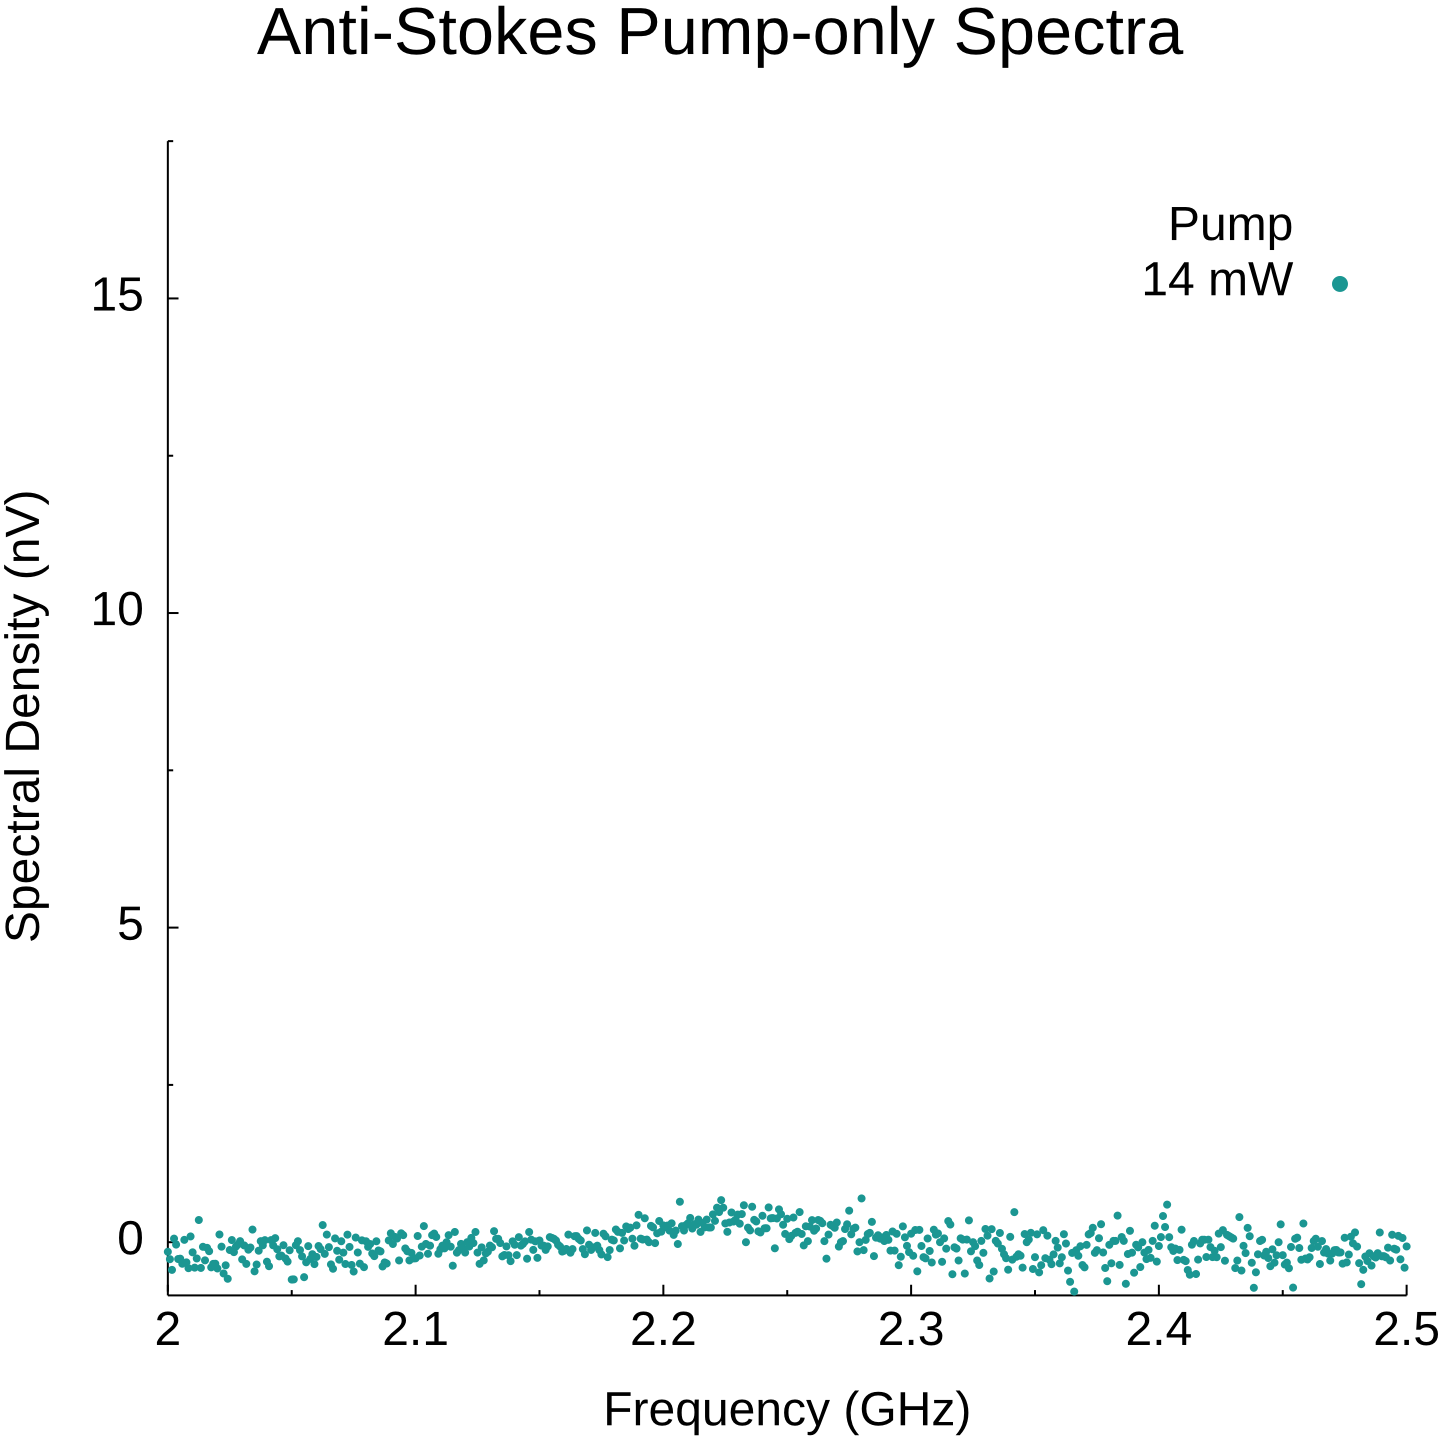 Anti-Stokes Pump-only Spectra
Pump
14 mW
15
10
5
0
Spectral Density (nV)
2 2.1 2.2 2.3 2.4 2.5
Frequency (GHz)